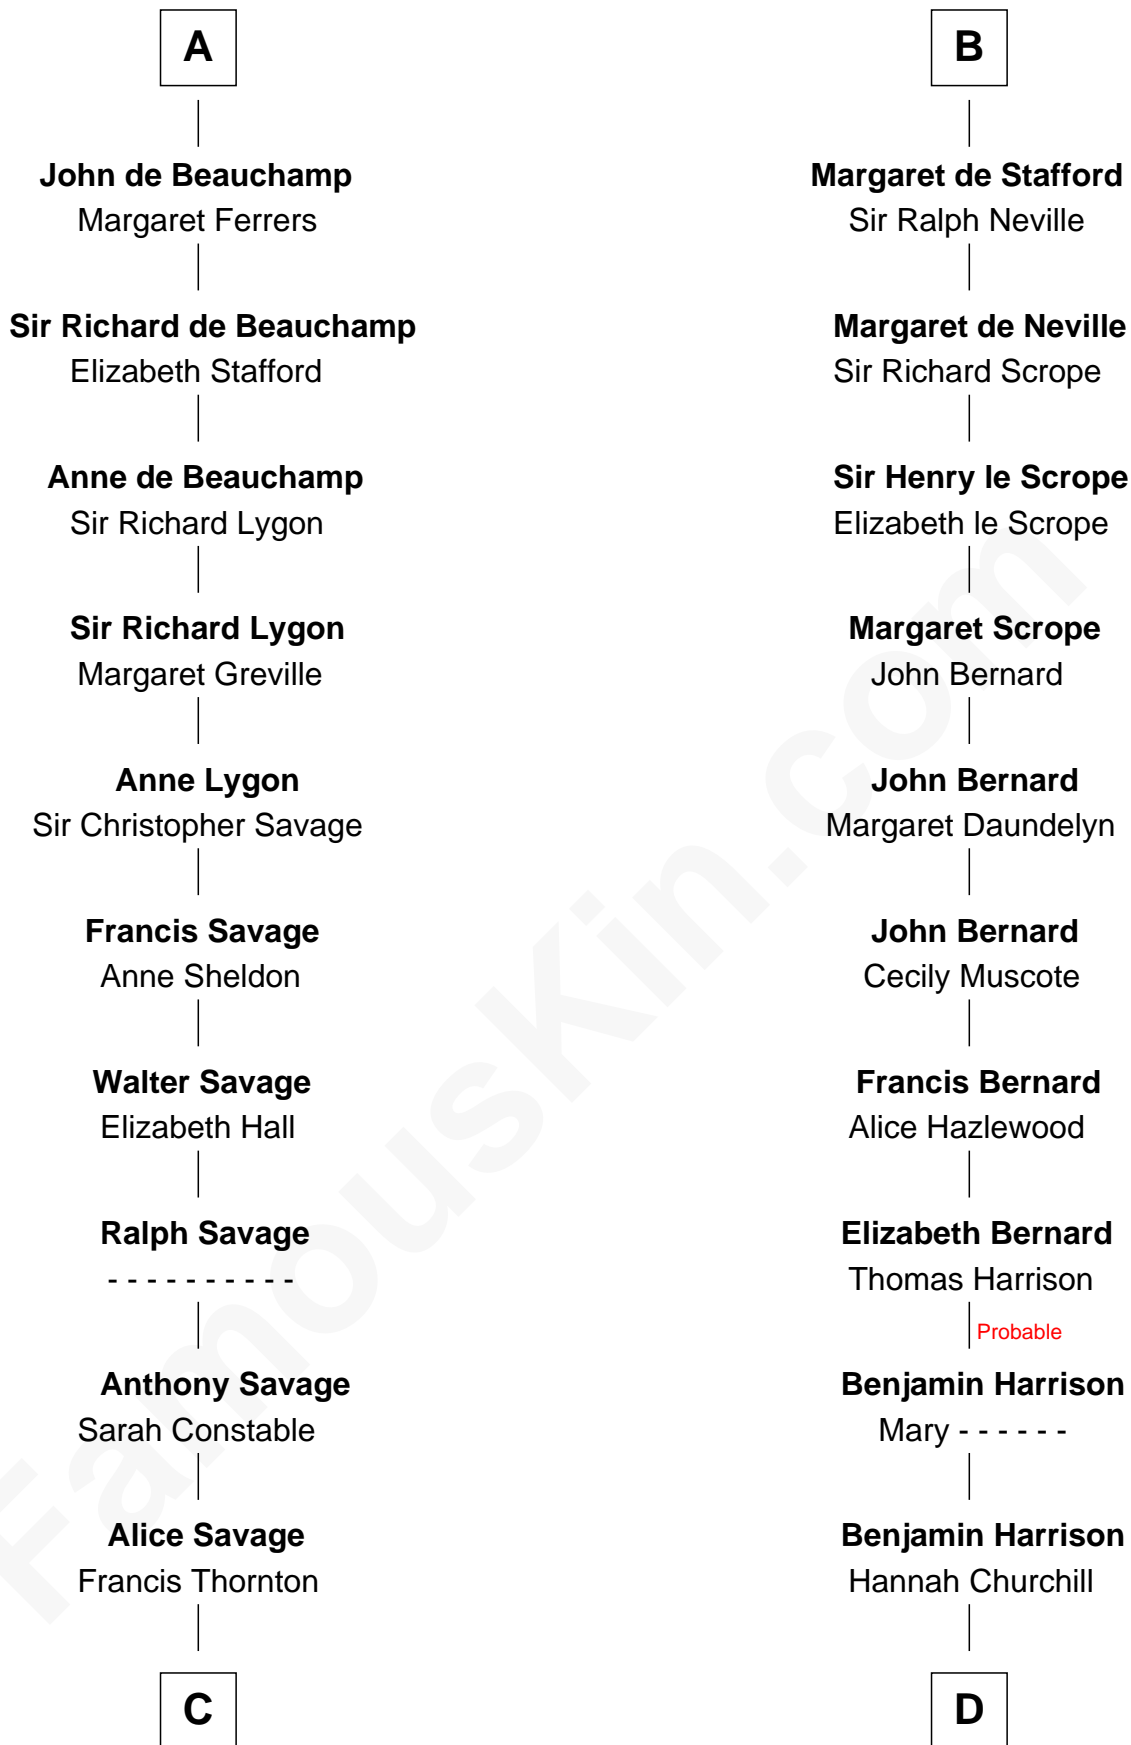 A
John de Beauchamp
Margaret Ferrers
Sir Richard de Beauchamp
Elizabeth Stafford
Anne de Beauchamp
Sir Richard Lygon
Sir Richard Lygon
Margaret Greville
Anne Lygon
Sir Christopher Savage
Francis Savage
Anne Sheldon
Walter Savage
Elizabeth Hall
Ralph Savage
- - - - - - - - - -
Anthony Savage
Sarah Constable
Alice Savage
Francis Thornton
C
B
Margaret de Stafford
Sir Ralph Neville
Margaret de Neville
Sir Richard Scrope
Sir Henry le Scrope
Elizabeth le Scrope
Margaret Scrope
John Bernard
John Bernard
Margaret Daundelyn
John Bernard
Cecily Muscote
Francis Bernard
Alice Hazlewood
Elizabeth Bernard
Thomas Harrison
Probable
Benjamin Harrison
Mary - - - - - -
Benjamin Harrison
Hannah Churchill
D
FamousKin.com